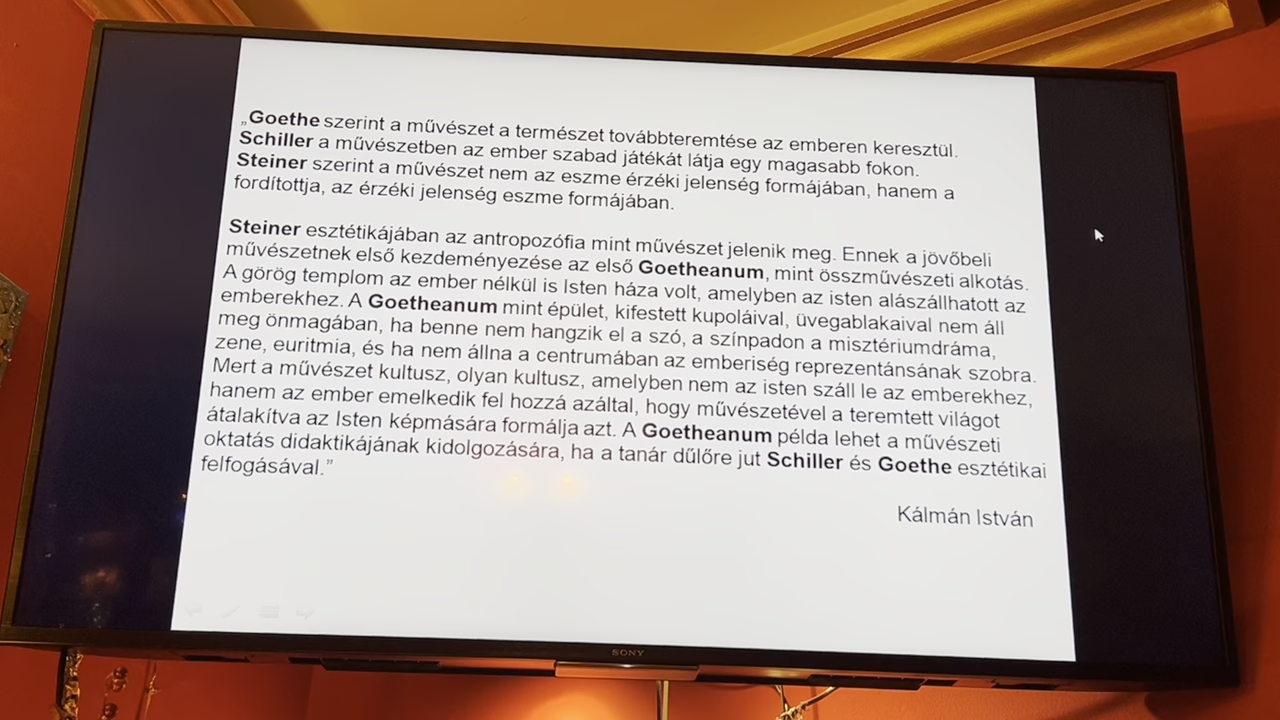 „Goethe szerint a művészet a természet továbbteremtése az emberen keresztül.
Schiller a művészetben az ember szabad játékát látja egy magasabb fokon.
Steiner szerint a művészet nem az eszme érzéki jelenség formájában, hanem a
fordítottja, az érzéki jelenség eszme formájában.
Steiner esztétikájában az antropozófia mint művészet jelenik meg. Ennek a jövőbeli
művészetnek első kezdeményezése az első Goetheanum, mint összművészeti alkotás.
A görög templom az ember nélkül is Isten háza volt, amelyben az isten alászállhatott az
emberekhez. A Goetheanum mint épület, kifestett kupoláival, üvegablakaival nem áll
meg önmagában, ha benne nem hangzik el a szó, a színpadon a misztériumdráma,
zene, euritmia, és ha nem állna a centrumában az emberiség reprezentánsának szobra.
Mert a művészet kultusz, olyan kultusz, amelyben nem az isten száll le az emberekhez,
hanem az ember emelkedik fel hozzá azáltal, hogy művészetével a teremtett világot
átalakítva az Isten képmására formálja azt. A Goetheanum példa lehet a művészeti
oktatás didaktikájának kidolgozására, ha a tanár dűlőre jut Schiller és Goethe esztétikai
felfogásával.”
Kálmán István
SONY